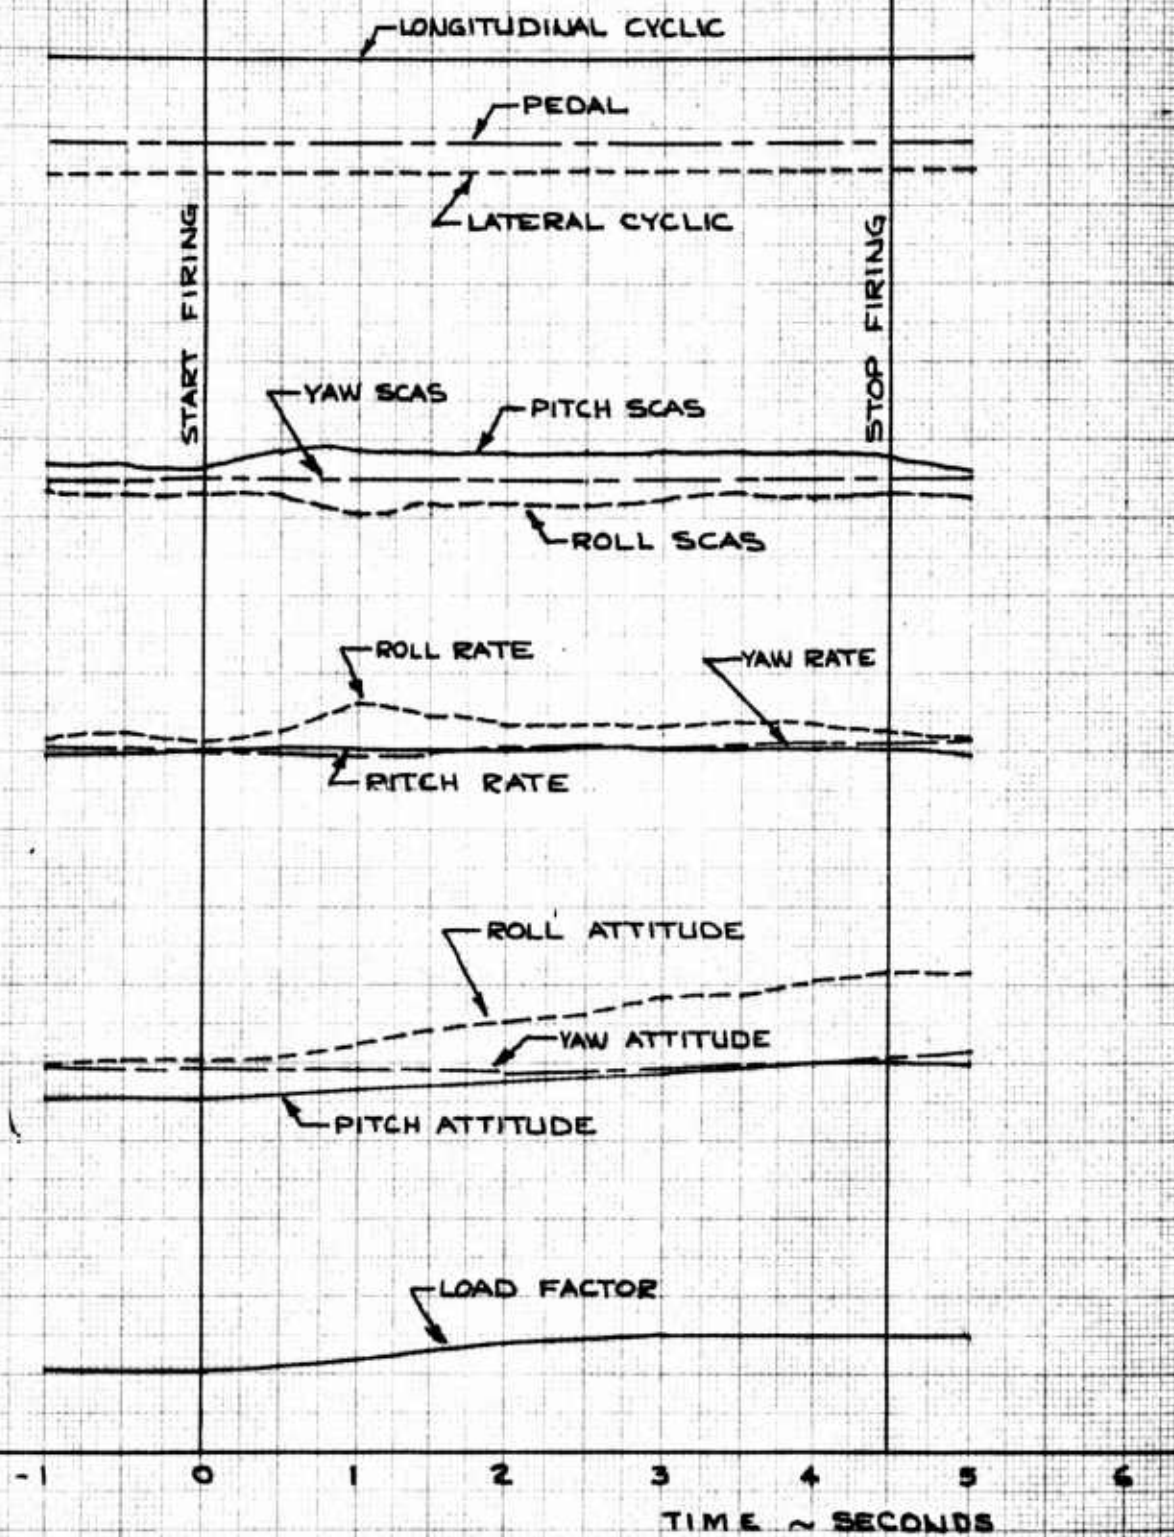 LONGITUDINAL CYCLIC
PEDAL
LATERAL CYCLIC
START FIRING
STOP FIRING
YAW SCAS
PITCH SCAS
ROLL SCAS
ROLL RATE
YAW RATE
PITCH RATE
ROLL ATTITUDE
YAW ATTITUDE
PITCH ATTITUDE
LOAD FACTOR
-1 0 1 2 3 4 5 6
TIME ~ SECONDS